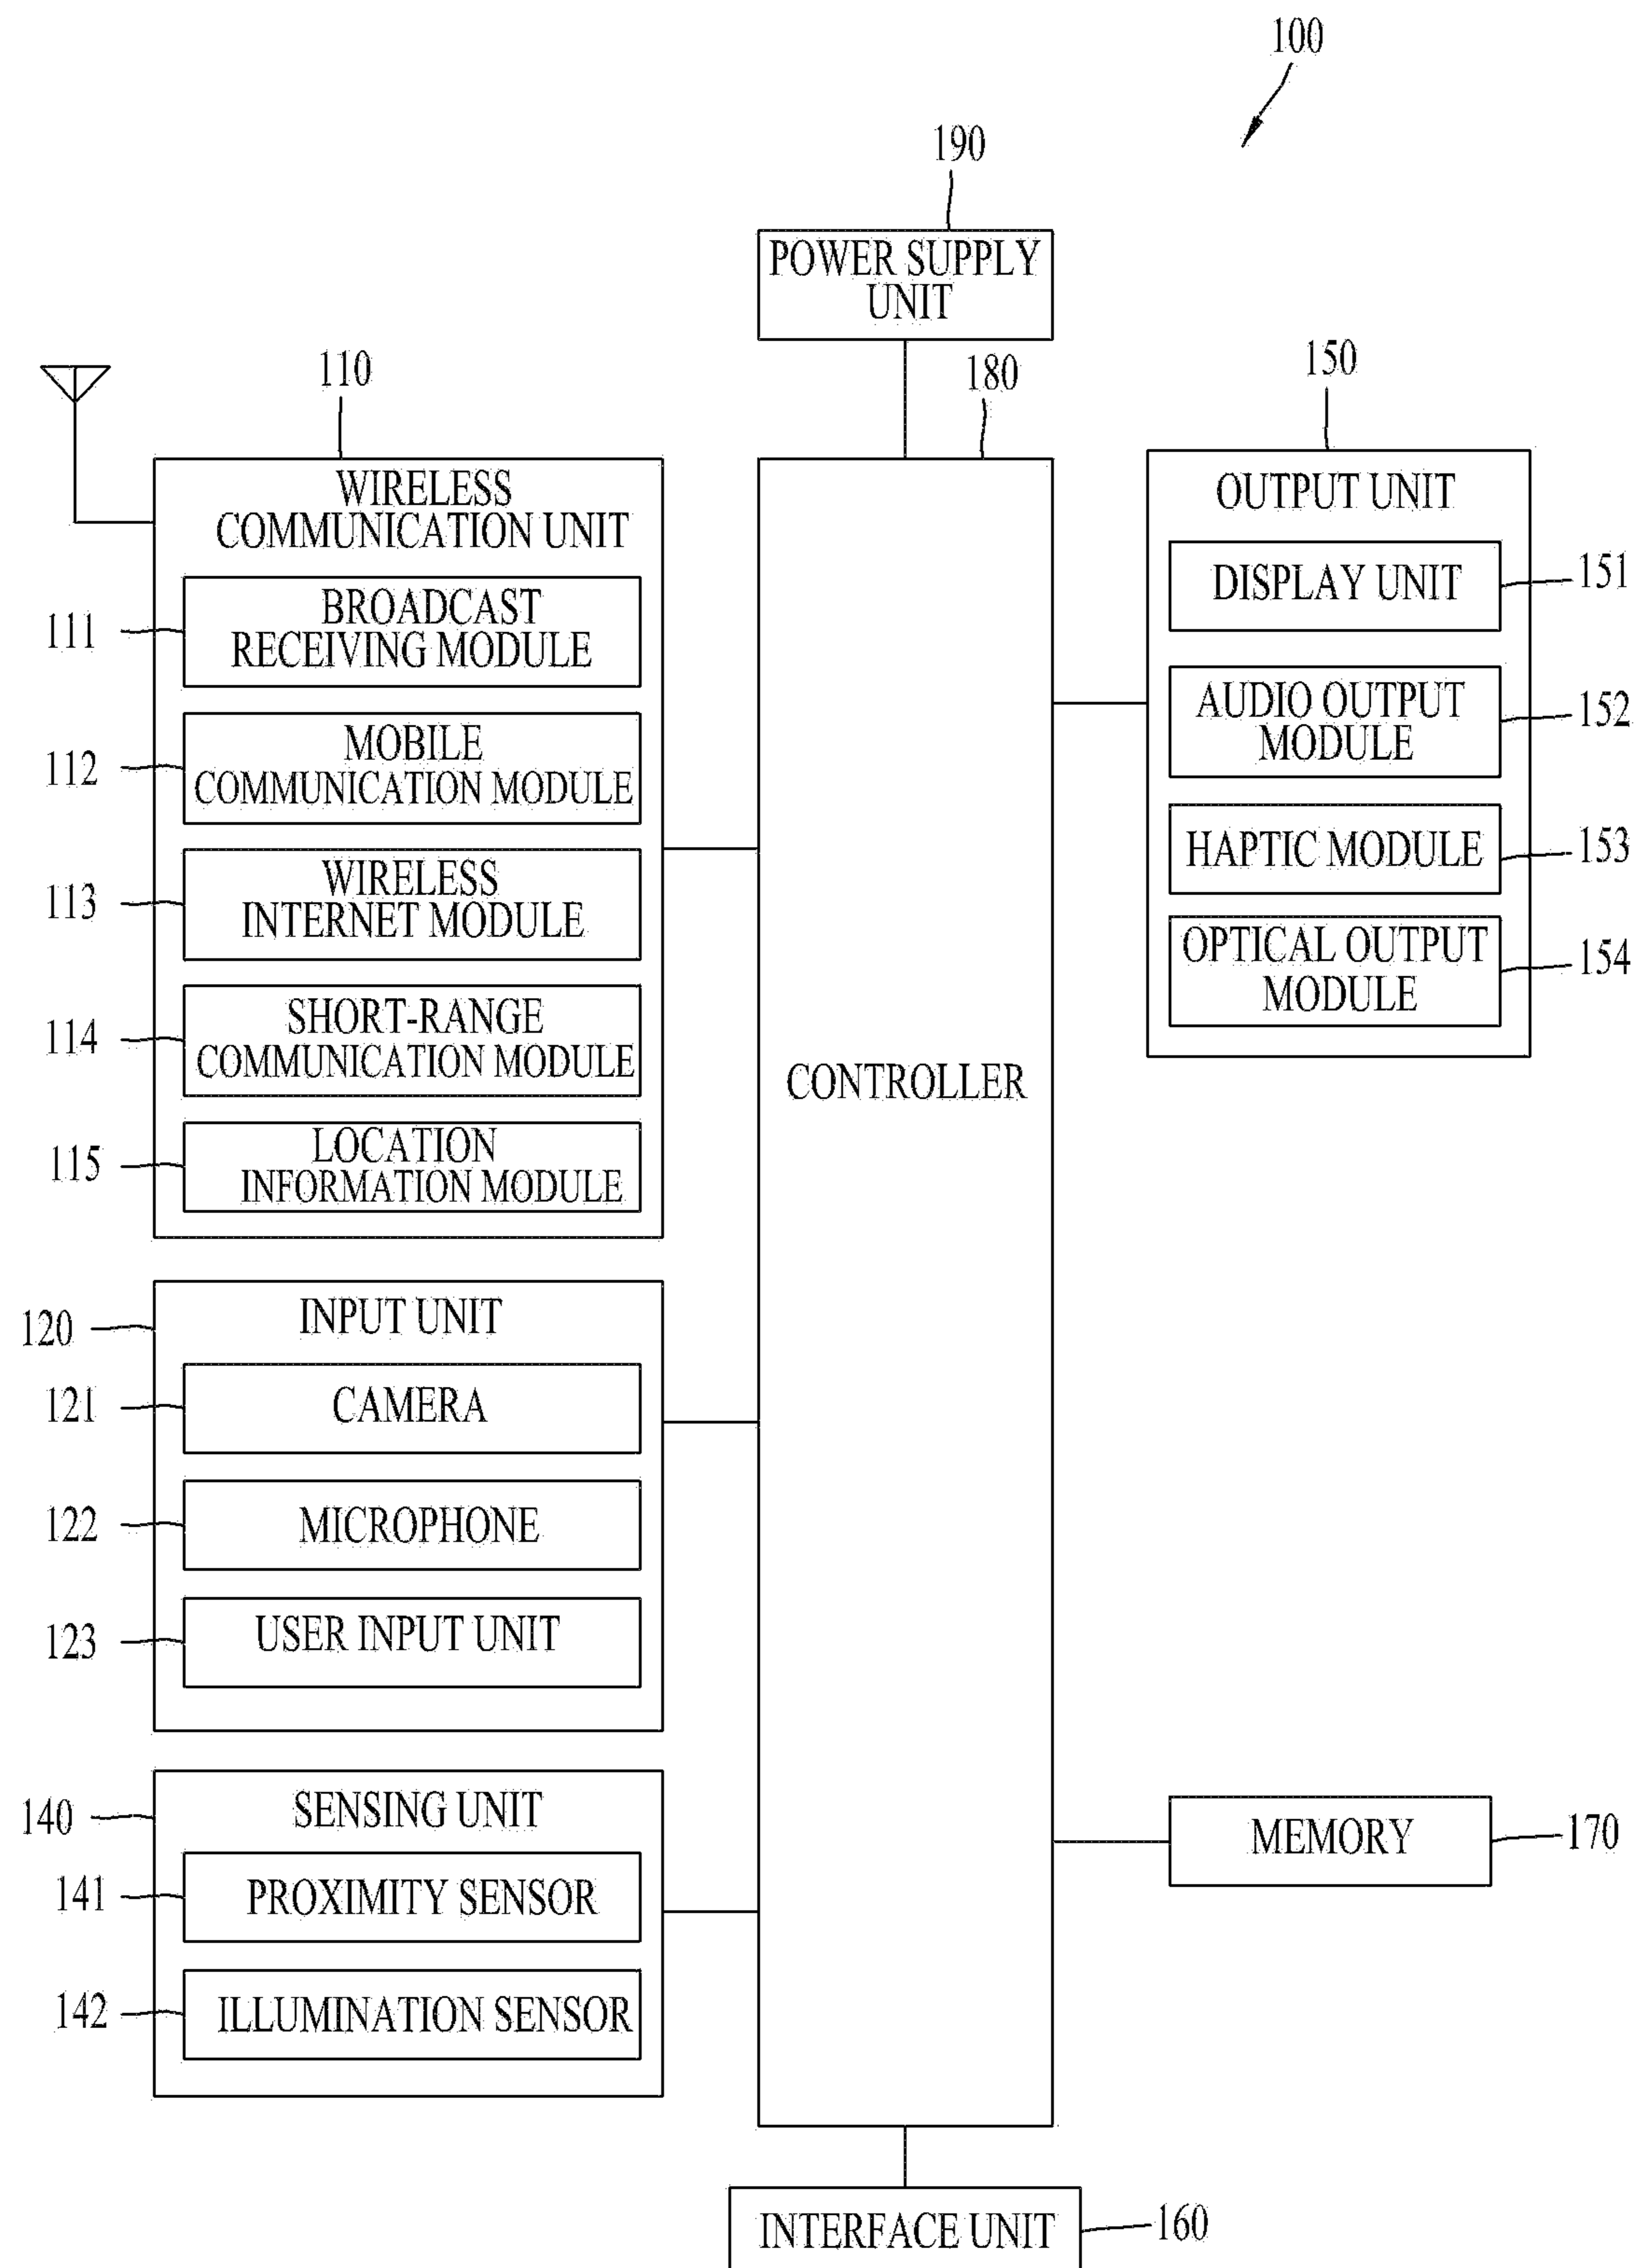 100
190
POWER SUPPLY
UNIT
110
180
150
WIRELESS
COMMUNICATION UNIT
111
BROADCAST
RECEIVING MODULE
112
MOBILE
COMMUNICATION MODULE
113
WIRELESS
INTERNET MODULE
114
SHORT-RANGE
COMMUNICATION MODULE
115
LOCATION
INFORMATION MODULE
120
INPUT UNIT
121
CAMERA
122
MICROPHONE
123
USER INPUT UNIT
140
SENSING UNIT
141
PROXIMITY SENSOR
142
ILLUMINATION SENSOR
CONTROLLER
OUTPUT UNIT
DISPLAY UNIT
151
AUDIO OUTPUT
MODULE
152
HAPTIC MODULE
153
OPTICAL OUTPUT
MODULE
154
MEMORY
170
INTERFACE UNIT
160